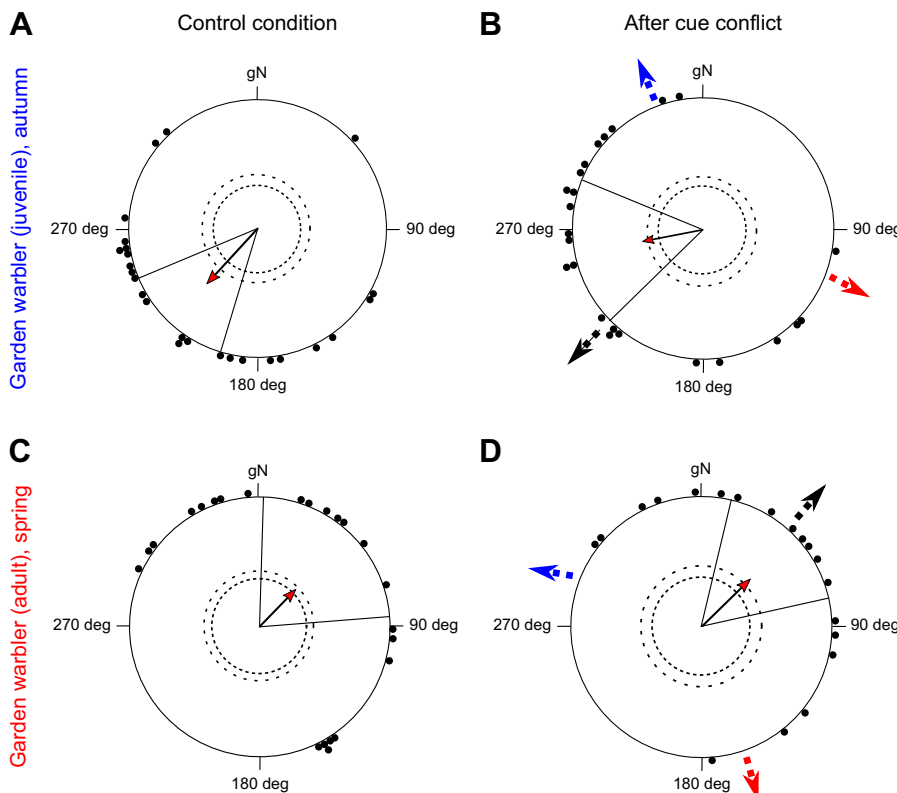 A
Control condition
B
After cue conflict
Garden warbler (juvenile), autumn
gN
270 deg
90 deg
180 deg
gN
270 deg
90 deg
180 deg
C
D
Garden warbler (adult), spring
gN
270 deg
90 deg
180 deg
gN
270 deg
90 deg
180 deg